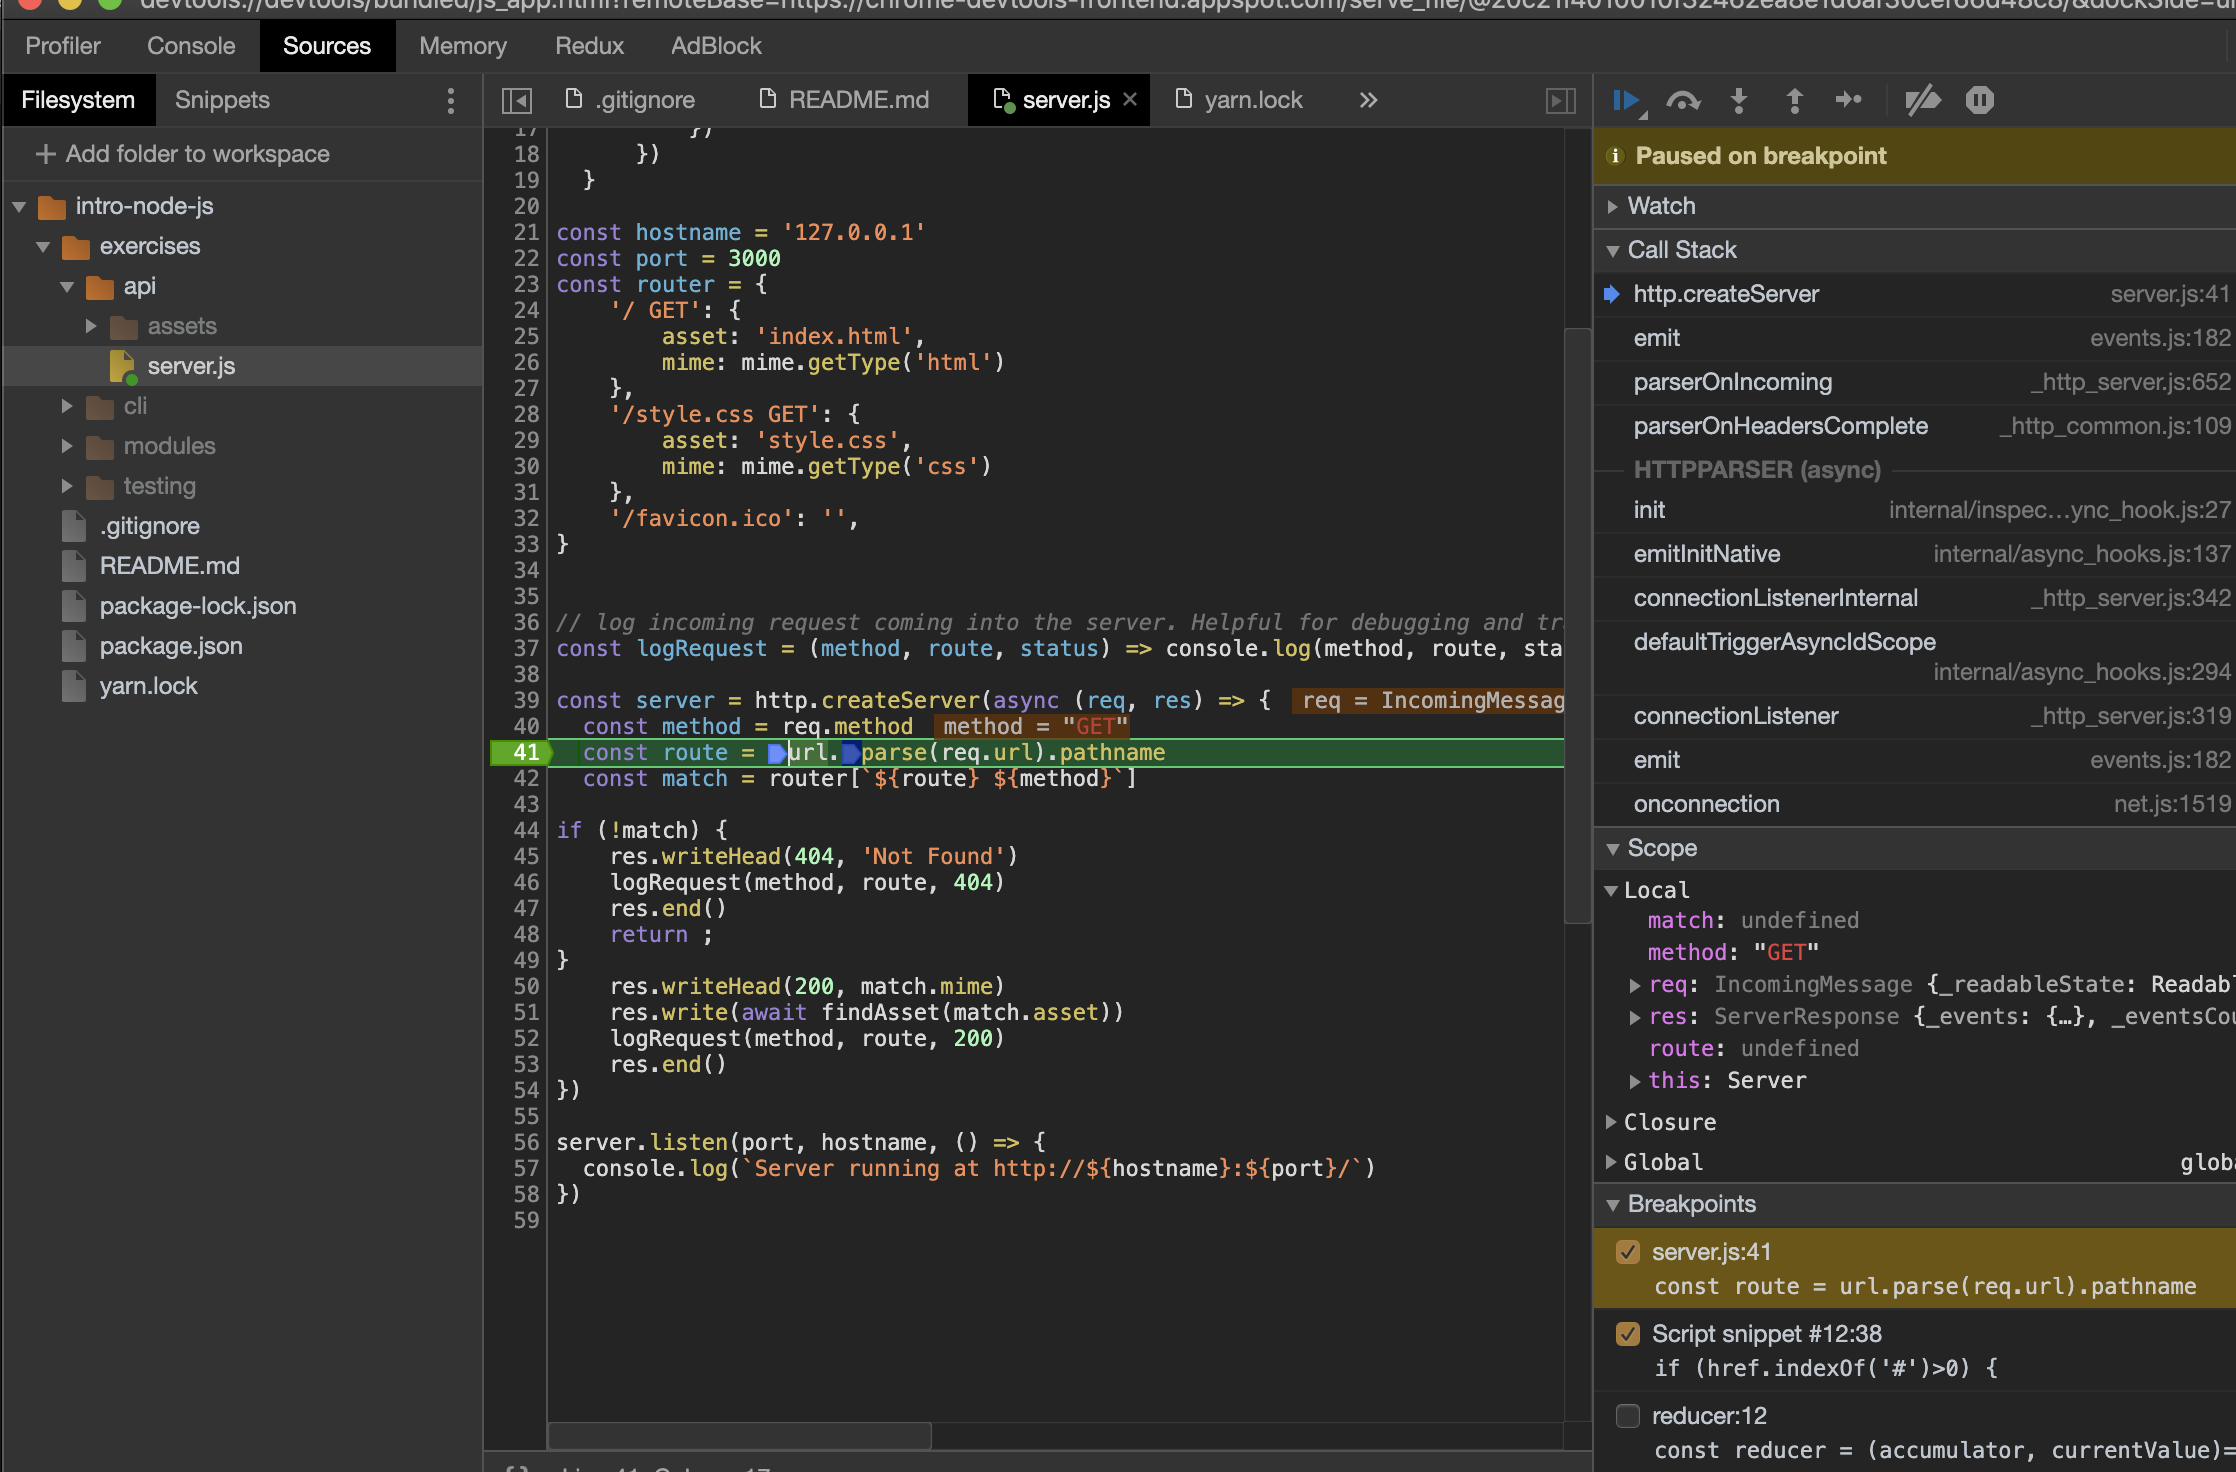 Profiler Console Sources Memory Redux AdBlock
Filesystem Snippets
Add folder to workspace
intro-node-js
exercises
api
assets
server.js
cli
modules
testing
.gitignore
README.md
package-lock.json
package.json
yarn.lock
.gitignore README.md server.js × yarn.lock »
17 })
18 })
19 }
20
21 const hostname = '127.0.0.1'
22 const port = 3000
23 const router = {
24 '/ GET': {
25 asset: 'index.html',
26 mime: mime.getType('html')
27 },
28 '/style.css GET': {
29 asset: 'style.css',
30 mime: mime.getType('css')
31 },
32 '/favicon.ico': '',
33 }
34
35
36 // log incoming request coming into the server. Helpful for debugging and
37 const logRequest = (method, route, status) => console.log(method, route, sta
38
39 const server = http.createServer(async (req, res) => { req = IncomingMessag
40 const method = req.method method = "GET"
41 const route = url.parse(req.url).pathname
42 const match = router[`${route} ${method}`]
43
44 if (!match) {
45 res.writeHead(404, 'Not Found')
46 logRequest(method, route, 404)
47 res.end()
48 return ;
49 }
50 res.writeHead(200, match.mime)
51 res.write(await findAsset(match.asset))
52 logRequest(method, route, 200)
53 res.end()
54 })
55
56 server.listen(port, hostname, () => {
57 console.log(`Server running at http://${hostname}:${port}/`)
58 })
59
Paused on breakpoint
Watch
Call Stack
http.createServer server.js:41
emit events.js:182
parserOnIncoming _http_server.js:652
parserOnHeadersComplete _http_common.js:109
HTTPPARSER (async)
init internal/inspec…ync_hook.js:27
emitInitNative internal/async_hooks.js:137
connectionListenerInternal _http_server.js:342
defaultTriggerAsyncIdScope
internal/async_hooks.js:294
connectionListener _http_server.js:319
emit events.js:182
onconnection net.js:1519
Scope
Local
match: undefined
method: "GET"
req: IncomingMessage {_readableState: Readab
res: ServerResponse {_events: {…}, _eventsCou
route: undefined
this: Server
Closure
Global globa
Breakpoints
server.js:41
const route = url.parse(req.url).pathname
Script snippet #12:38
if (href.indexOf('#')>0) {
reducer:12
const reducer = (accumulator, currentValue)=